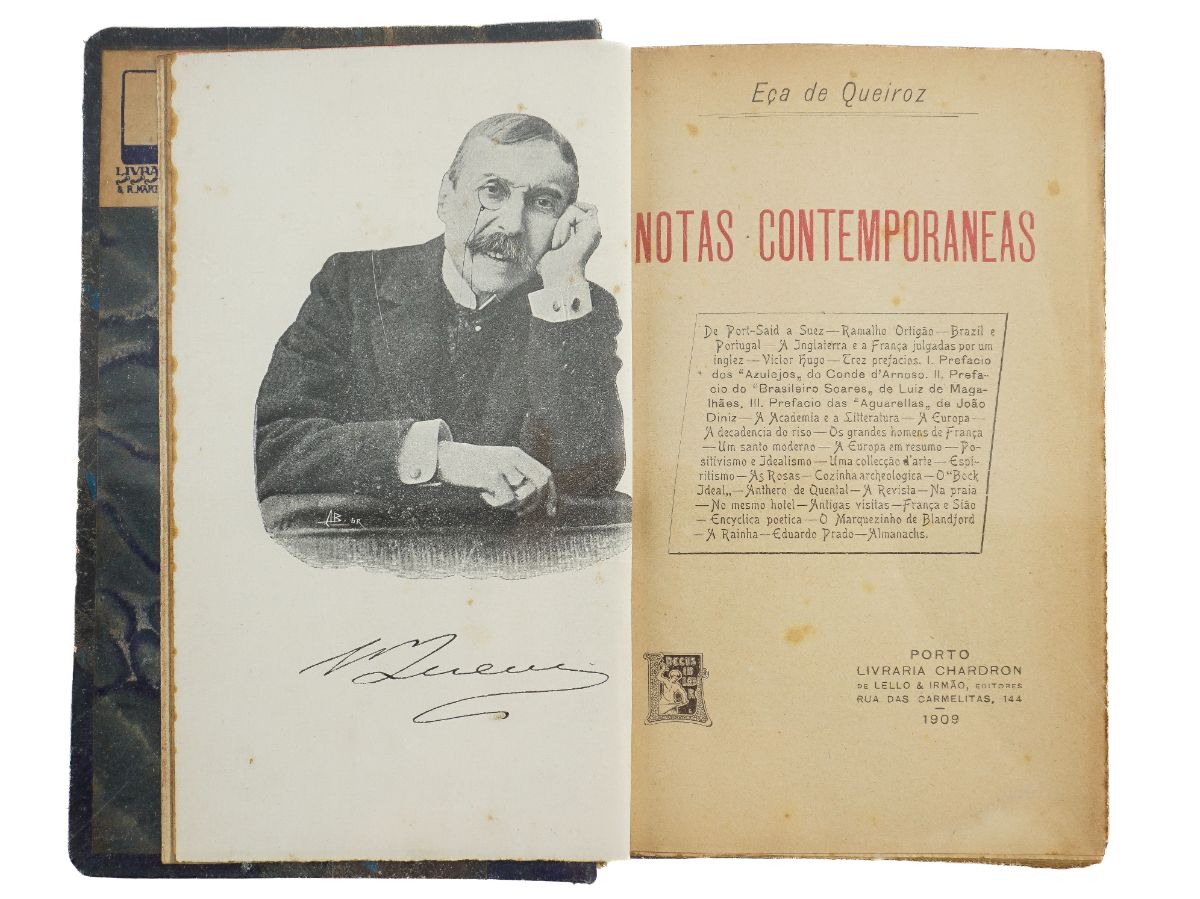 LIVRA
& R. MAR
AB
Eça de Queiroz
NOTAS CONTEMPORANEAS
De Port-Said a Suez—Ramalho Ortigão—Brazil e
Portugal—A Inglaterra e a França julgadas por um
inglez—Victor Hugo—Trez prefacios. I. Prefacio
dos "Azulejos„ do Conde d'Arnoso. II. Prefa-
cio do "Brasileiro Soares„ de Luiz de Maga-
lhães. III. Prefacio das "Aguarellas„ de João
Diniz—A Academia e a Litteratura—A Europa—
A decadencia do riso—Os grandes homens de França
—Um santo moderno—A Europa em resumo—Po-
sitivismo e Idealismo—Uma collecção d'arte—Espi-
ritismo—As Rosas—Cozinha archeologica—O "Bock
Ideal„—Anthero de Quental—A Revista—Na praia
—No mesmo hotel—Antigas visitas—França e Sião
—Encyclica poetica—O Marquezinho de Blandford
—A Rainha—Eduardo Prado—Almanachs.
DECUS
IN
PORTO
LIVRARIA CHARDRON
DE LELLO & IRMÃO, EDITORES
RUA DAS CARMELITAS, 144
1909